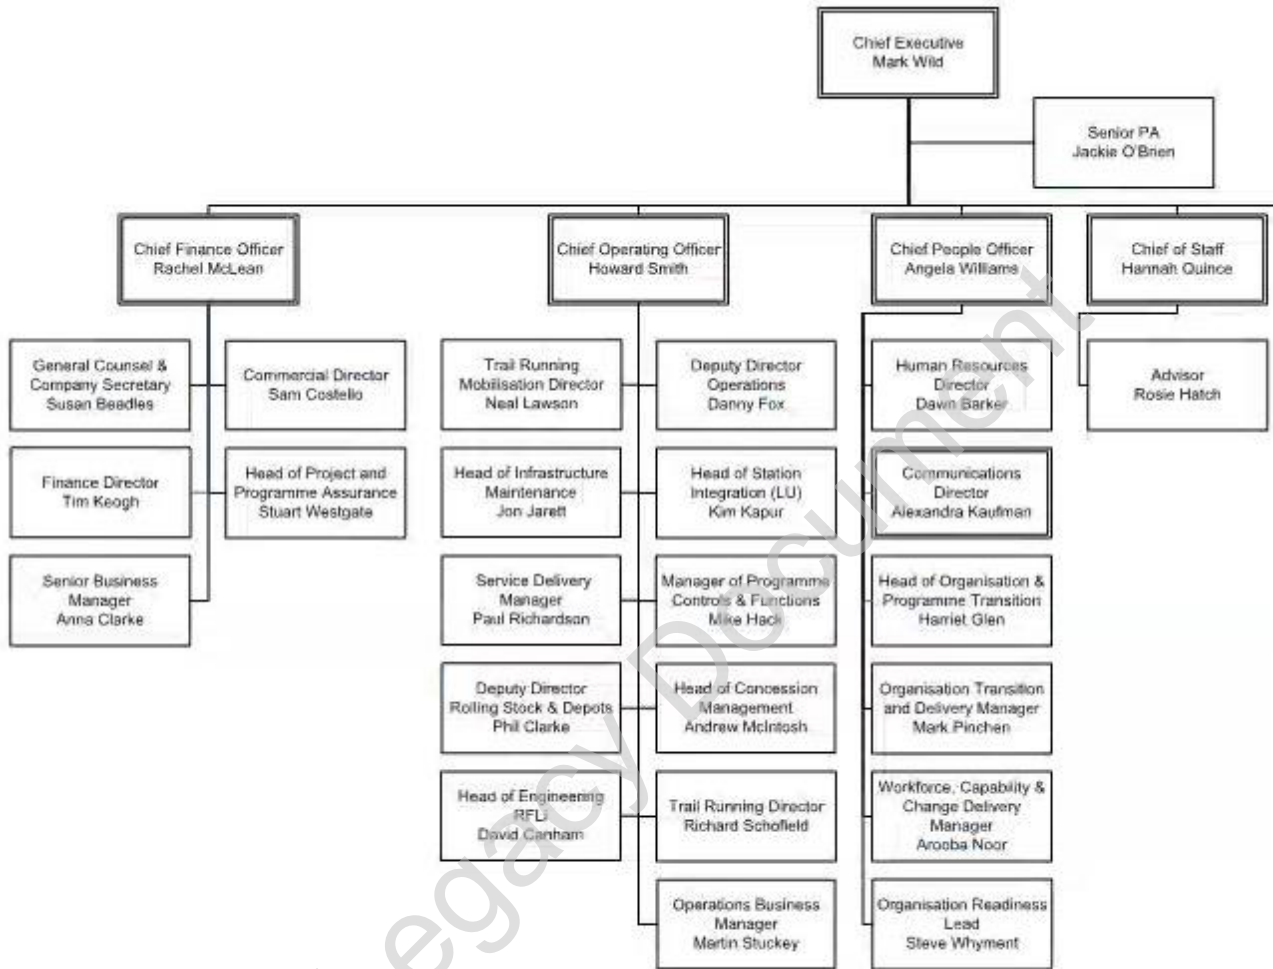 Chief Executive
Mark Wild
Senior PA
Jackie O'Brien
Chief Finance Officer
Rachel McLean
Chief Operating Officer
Howard Smith
Chief People Officer
Angela Williams
Chief of Staff
Hannah Quince
General Counsel &
Company Secretary
Susan Beadles
Commercial Director
Sam Costello
Trail Running
Mobilisation Director
Neal Lawson
Deputy Director
Operations
Danny Fox
Human Resources
Director
Dawn Barker
Advisor
Rosie Hatch
Finance Director
Tim Keogh
Head of Project and
Programme Assurance
Stuart Westgate
Head of Infrastructure
Maintenance
Jon Jarett
Head of Station
Integration (LU)
Kim Kapur
Communications
Director
Alexandra Kaufman
Senior Business
Manager
Anna Clarke
Service Delivery
Manager
Paul Richardson
Manager of Programme
Controls & Functions
Mike Hack
Head of Organisation &
Programme Transition
Harriet Glen
Deputy Director
Rolling Stock & Depots
Phil Clarke
Head of Concession
Management
Andrew McIntosh
Organisation Transition
and Delivery Manager
Mark Pinchen
Head of Engineering
RFLI
David Canham
Trail Running Director
Richard Schofield
Workforce, Capability &
Change Delivery
Manager
Arooba Noor
Operations Business
Manager
Martin Stuckey
Organisation Readiness
Lead
Steve Whyment
Legacy Document